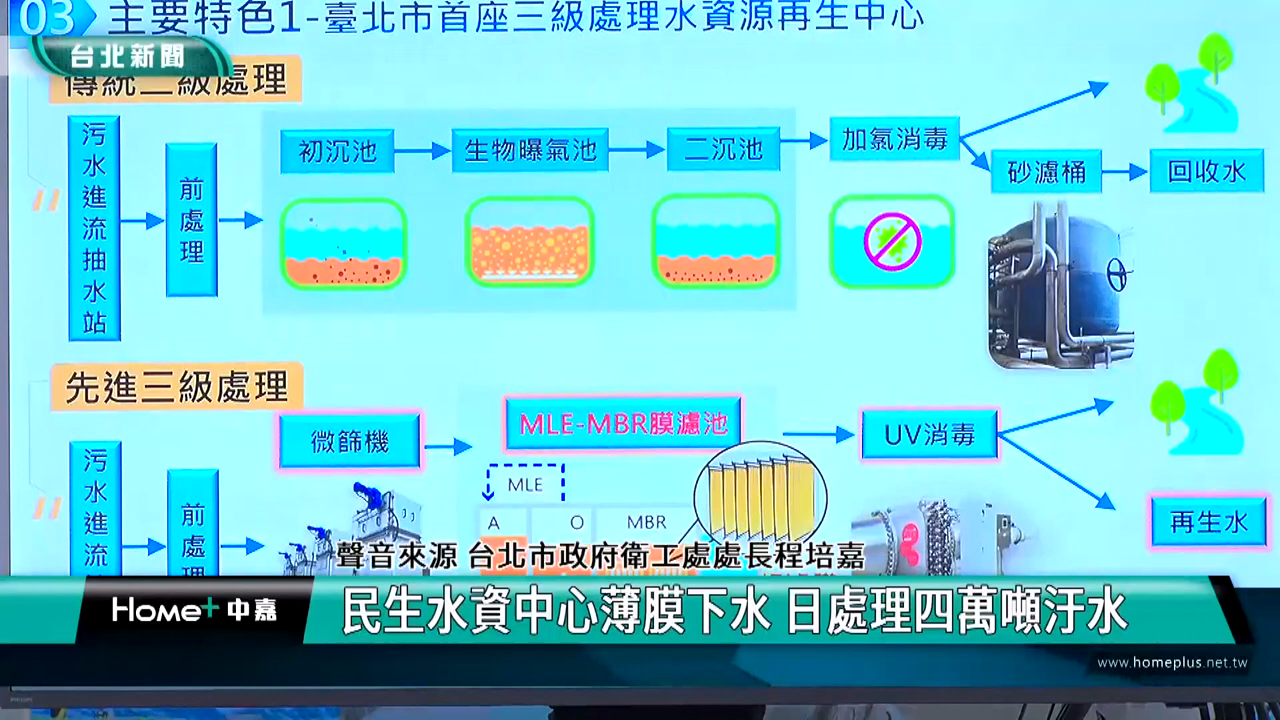 03 主要特色1-臺北市首座三級處理水資源再生中心
台北新聞
傳統二級處理
污水進流抽水站
前處理
初沉池
生物曝氣池
二沉池
加氯消毒
砂濾桶
回收水
先進三級處理
污水進流
前處理
微篩機
MLE-MBR膜濾池
UV消毒
再生水
MLE
A
O
MBR
聲音來源 台北市政府衛工處處長程培嘉
Home+ 中嘉
民生水資中心薄膜下水 日處理四萬噸汙水
www.homeplus.net.tw